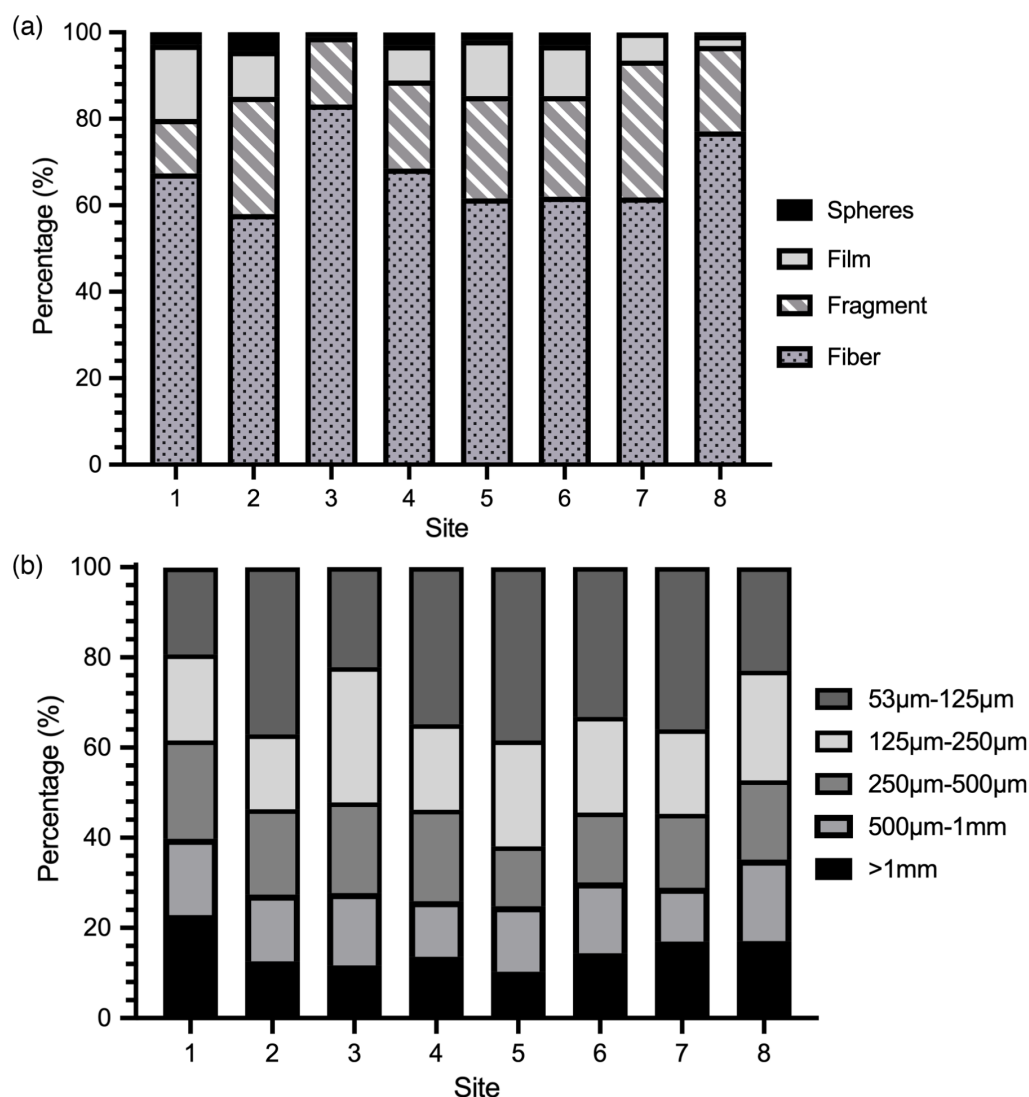 (a)
100
80
60
40
20
0
Percentage (%)
1 2 3 4 5 6 7 8
Site
Spheres
Film
Fragment
Fiber
(b)
100
80
60
40
20
0
Percentage (%)
1 2 3 4 5 6 7 8
Site
53µm-125µm
125µm-250µm
250µm-500µm
500µm-1mm
>1mm